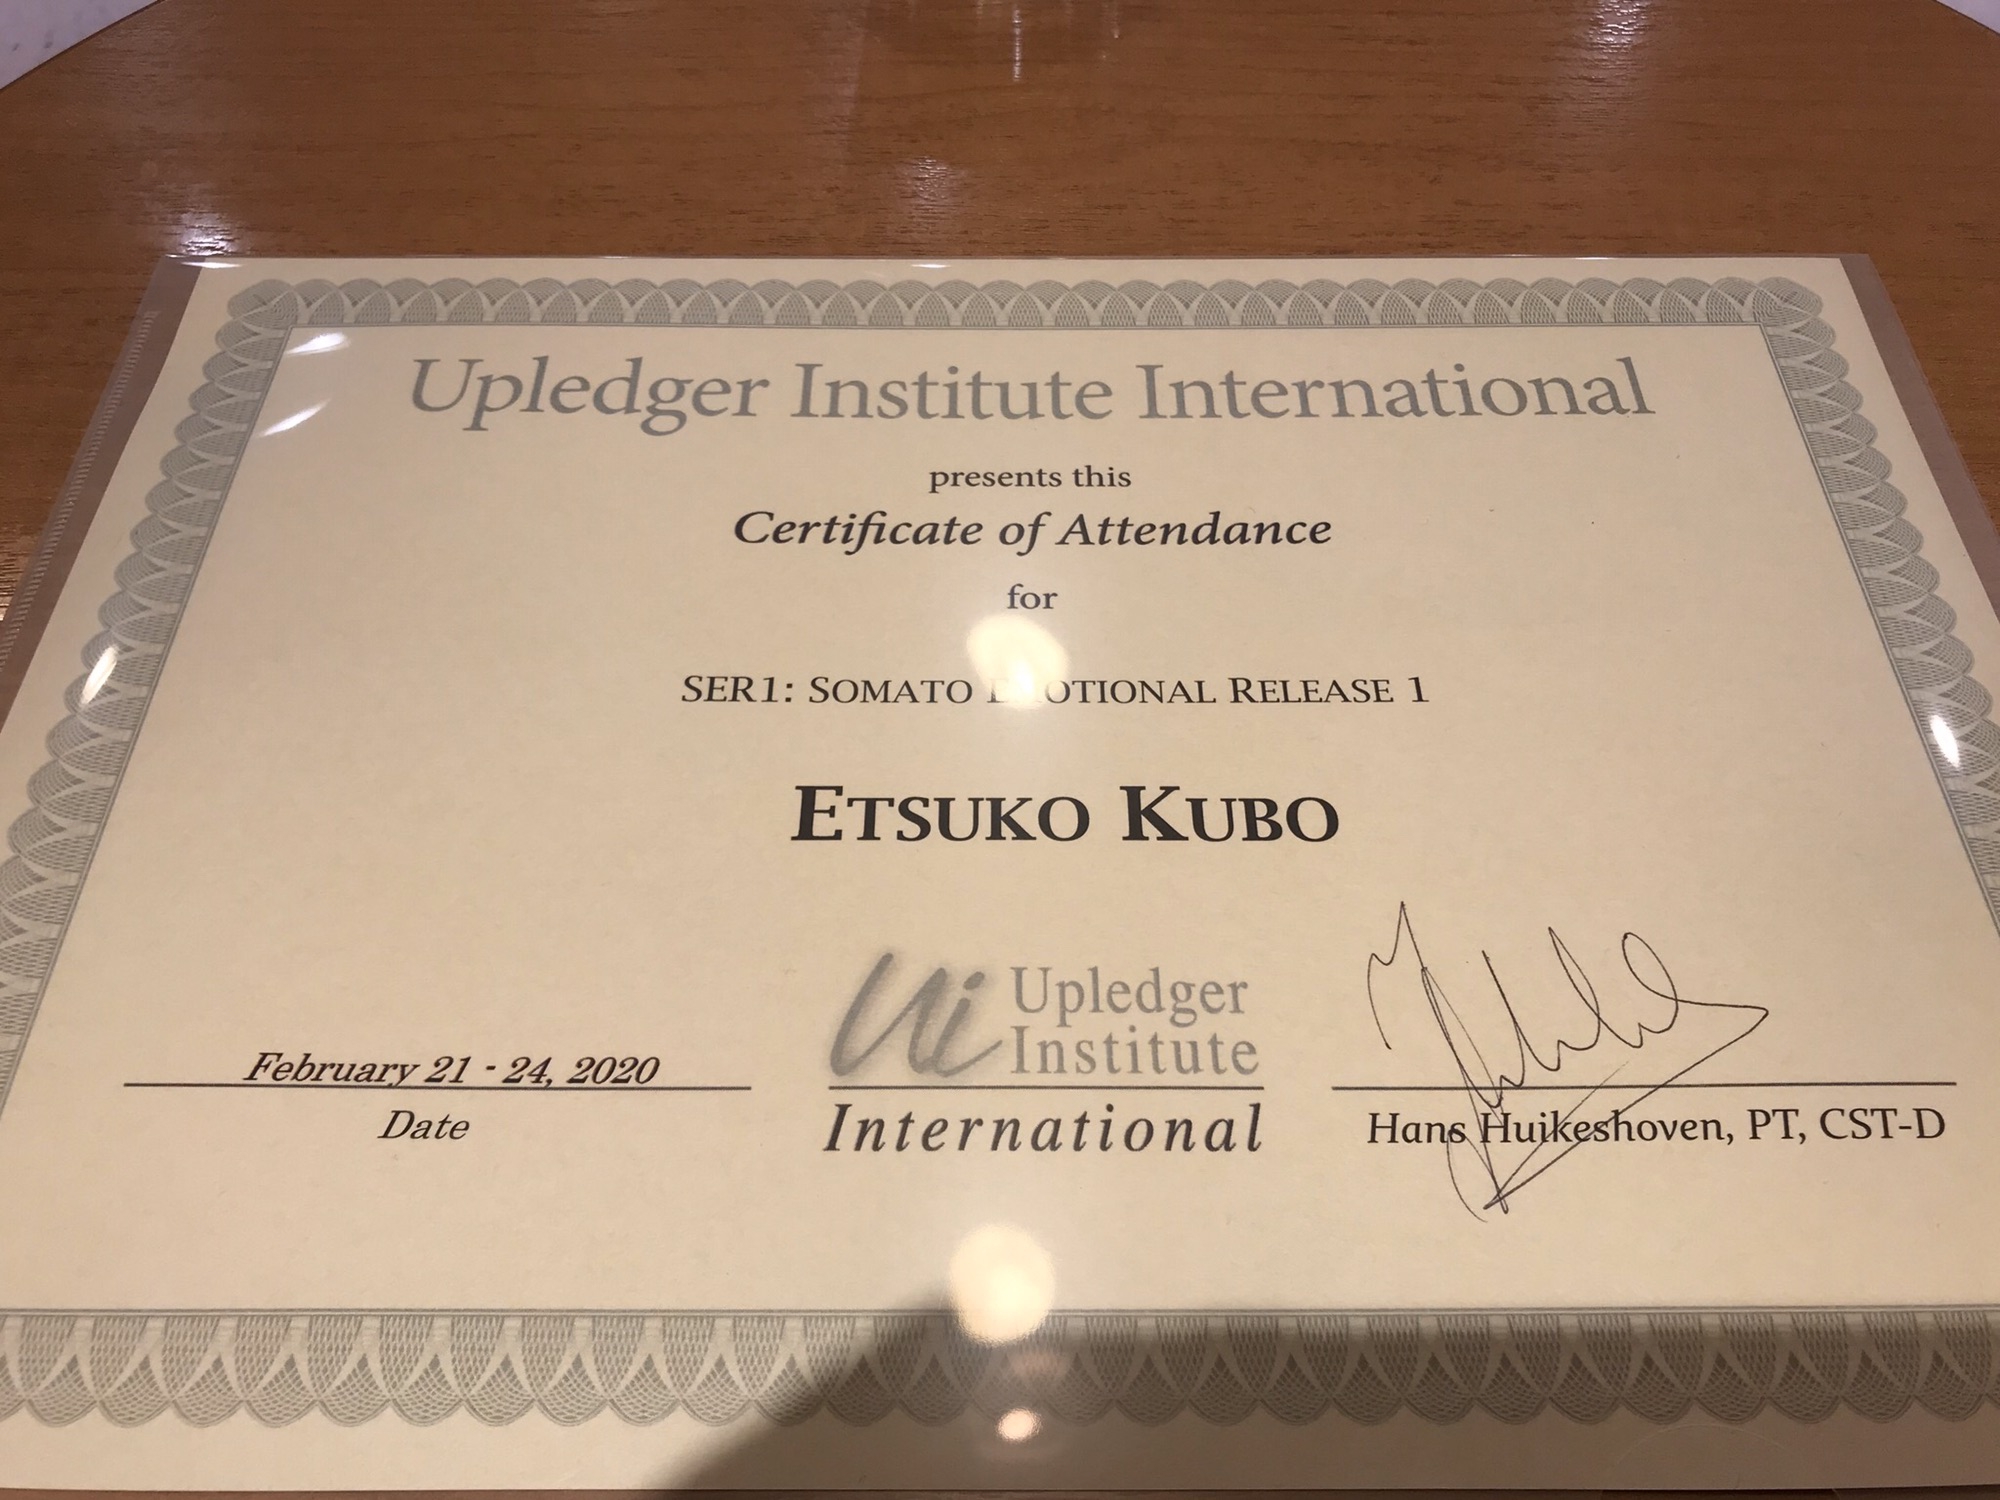 Upledger Institute International
presents this
Certificate of Attendance
for
SER1: SOMATO EMOTIONAL RELEASE 1
ETSUKO KUBO
February 21 - 24, 2020
Date
Ui Upledger
Institute
International
Hans Huikeshoven, PT, CST-D